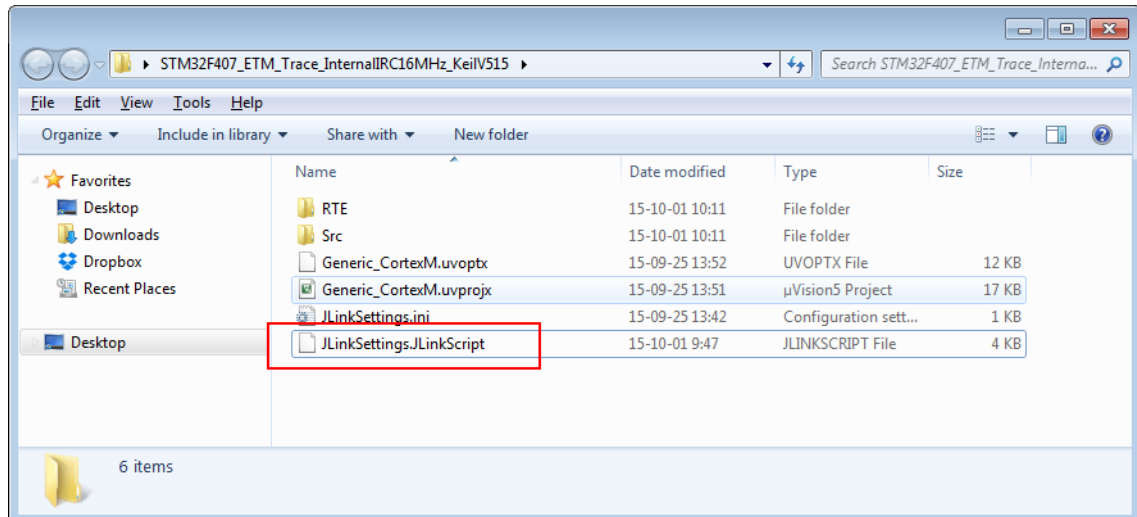 STM32F407_ETM_Trace_InternalIRC16MHz_KeilV515
Search STM32F407_ETM_Trace_Interna...
File Edit View Tools Help
Organize Include in library Share with New folder
Name Date modified Type Size
Favorites
Desktop
Downloads
Dropbox
Recent Places
Desktop
RTE 15-10-01 10:11 File folder
Src 15-10-01 10:11 File folder
Generic_CortexM.uvoptx 15-09-25 13:52 UVOPTX File 12 KB
Generic_CortexM.uvprojx 15-09-25 13:51 µVision5 Project 17 KB
JLinkSettings.ini 15-09-25 13:42 Configuration sett... 1 KB
JLinkSettings.JLinkScript 15-10-01 9:47 JLINKSCRIPT File 4 KB
6 items